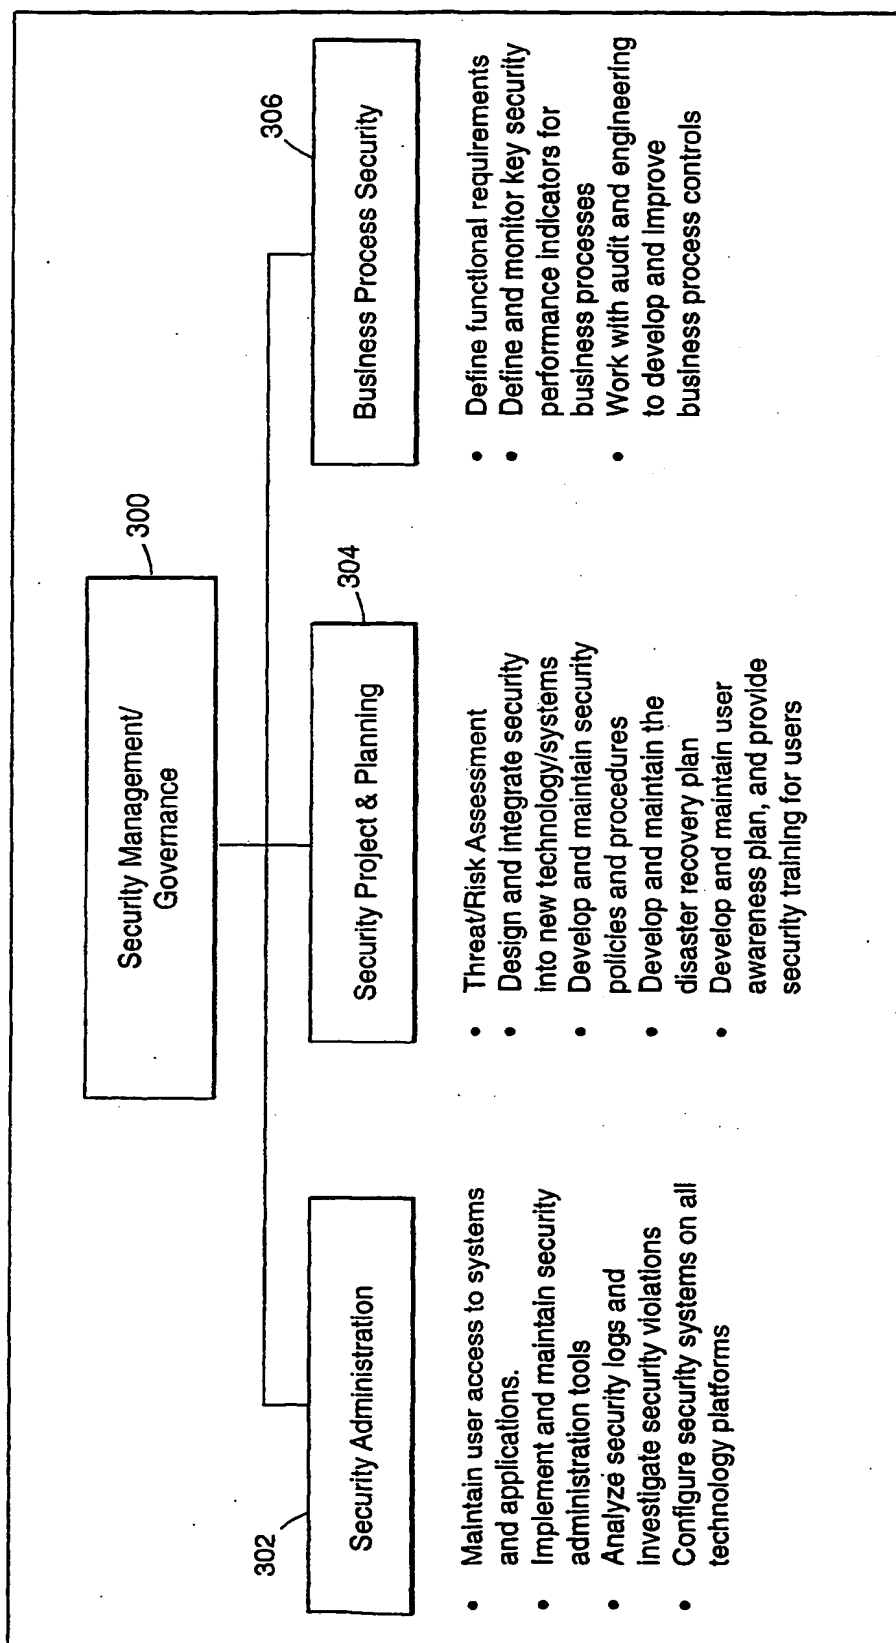 Security Management/
Governance
300
302
Security Administration
• Maintain user access to systems
and applications.
• Implement and maintain security
administration tools
• Analyze security logs and
investigate security violations
• Configure security systems on all
technology platforms
304
Security Project & Planning
• Threat/Risk Assessment
• Design and integrate security
into new technology/systems
• Develop and maintain security
policies and procedures
• Develop and maintain the
disaster recovery plan
• Develop and maintain user
awareness plan, and provide
security training for users
306
Business Process Security
• Define functional requirements
• Define and monitor key security
performance indicators for
business processes
• Work with audit and engineering
to develop and improve
business process controls